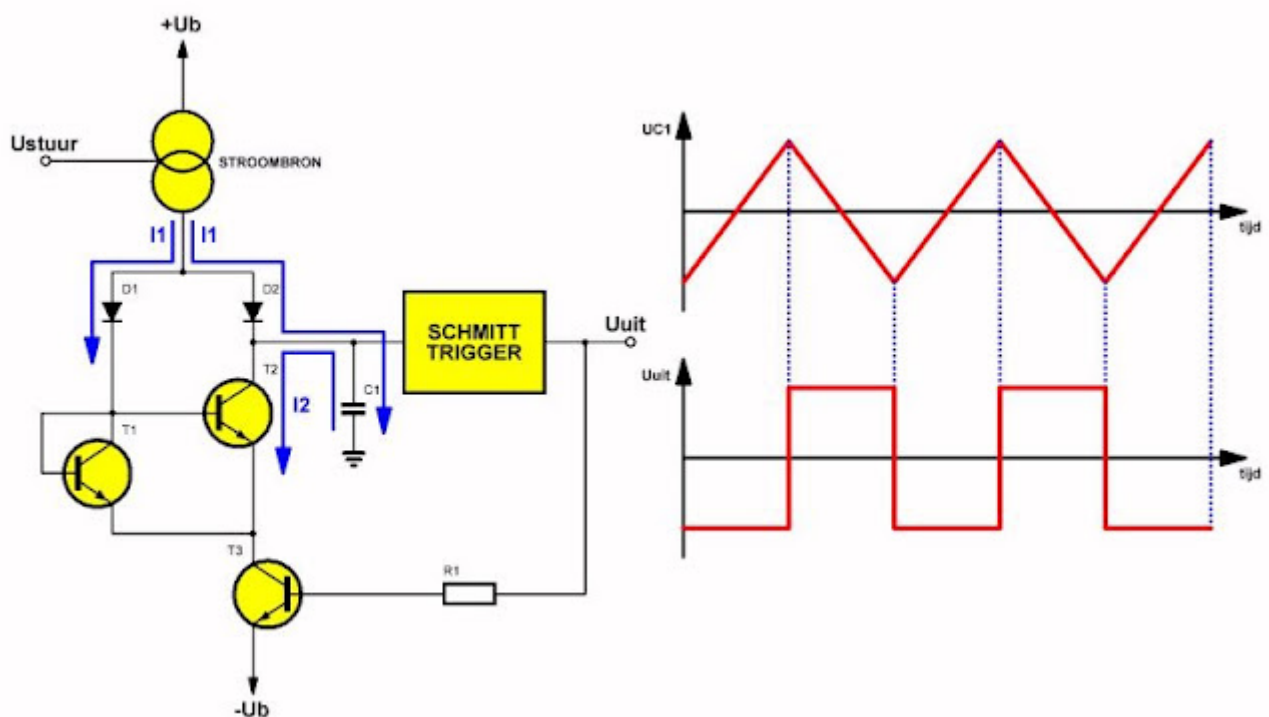 +Ub
Ustuur
STROOMBRON
I1
I1
D1
D2
SCHMITT
TRIGGER
Uuit
T2
C1
I2
T1
T3
R1
-Ub
UC1
tijd
Uuit
tijd